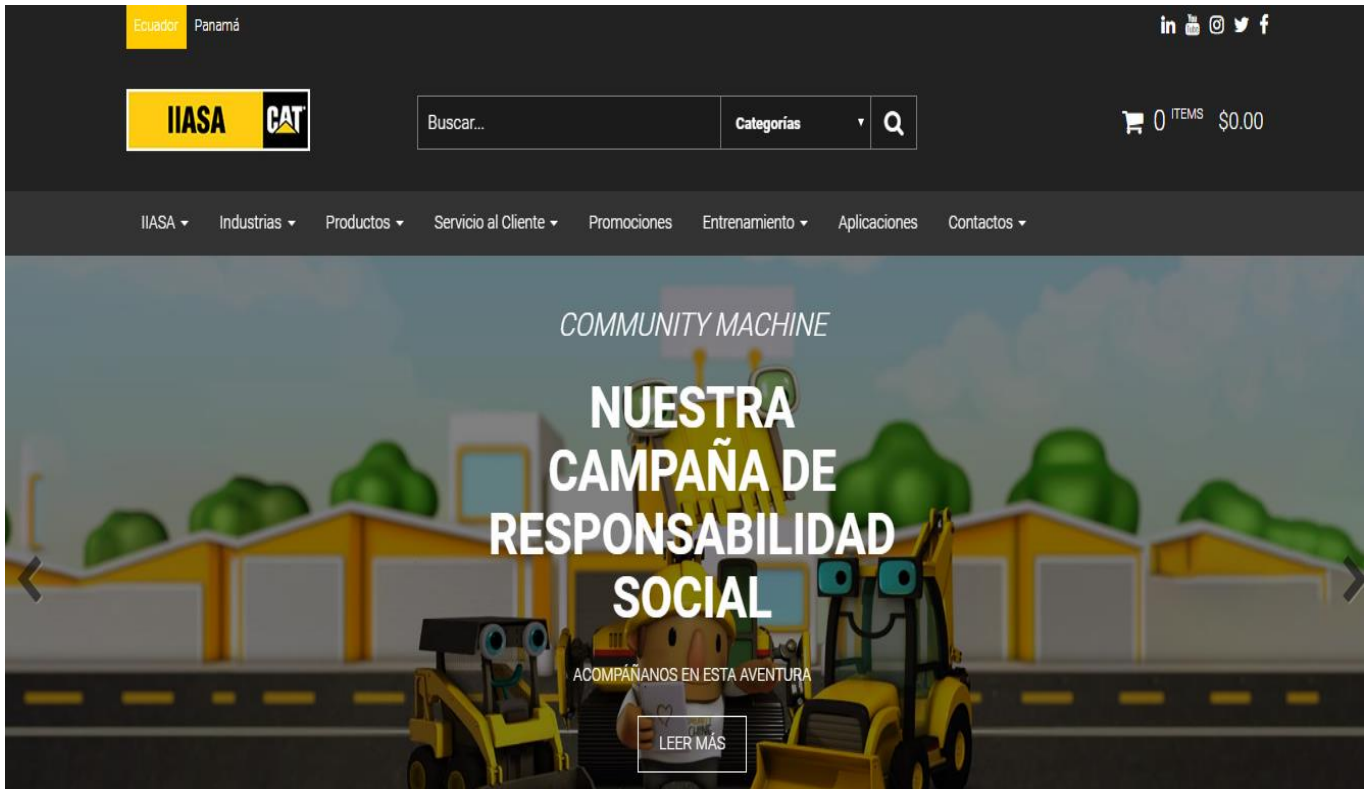 Ecuador Panamá
IIASA CAT
Buscar... Categorías
0 ITEMS $0.00
IIASA Industrias Productos Servicio al Cliente Promociones Entrenamiento Aplicaciones Contactos
COMMUNITY MACHINE
NUESTRA
CAMPAÑA DE
RESPONSABILIDAD
SOCIAL
ACOMPÁÑANOS EN ESTA AVENTURA
LEER MÁS